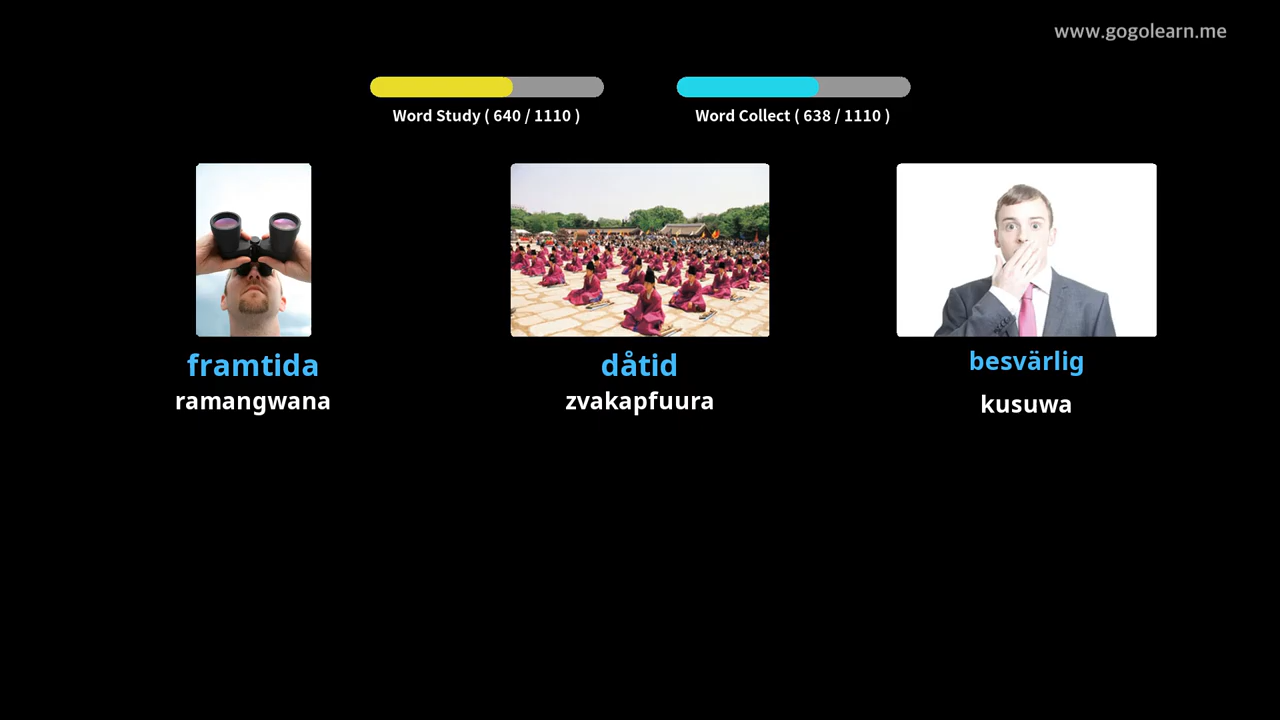 www.gogolearn.me
Word Study ( 640 / 1110 )
Word Collect ( 638 / 1110 )
framtida
ramangwana
dåtid
zvakapfuura
besvärlig
kusuwa